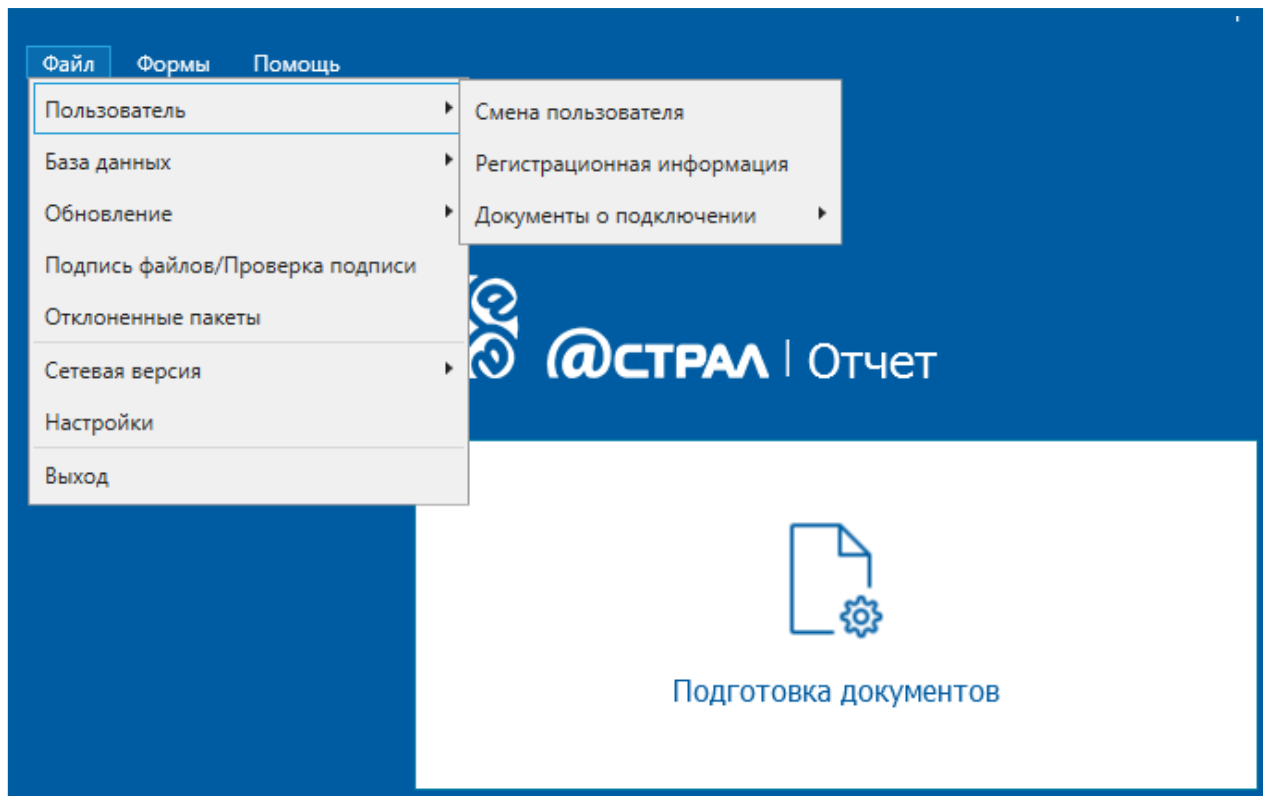 Файл Формы Помощь
Пользователь
База данных
Обновление
Подпись файлов/Проверка подписи
Отклоненные пакеты
Сетевая версия
Настройки
Выход
Смена пользователя
Регистрационная информация
Документы о подключении
@СТРАЛ | Отчет
Подготовка документов